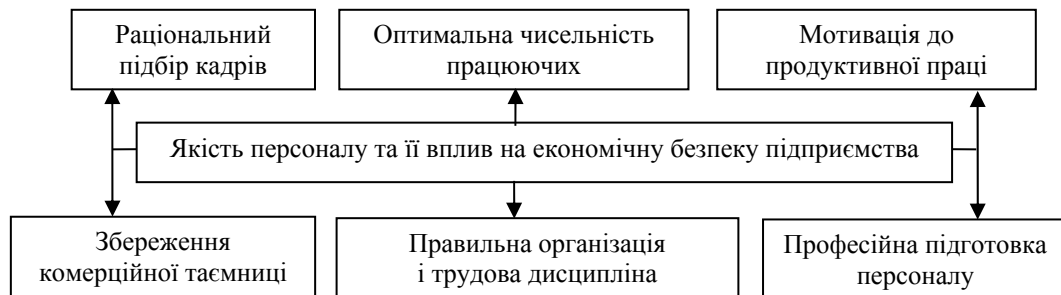 Раціональний
підбір кадрів
Оптимальна чисельність
працюючих
Мотивація до
продуктивної праці
Якість персоналу та її вплив на економічну безпеку підприємства
Збереження
комерційної таємниці
Правильна організація
і трудова дисципліна
Професійна підготовка
персоналу